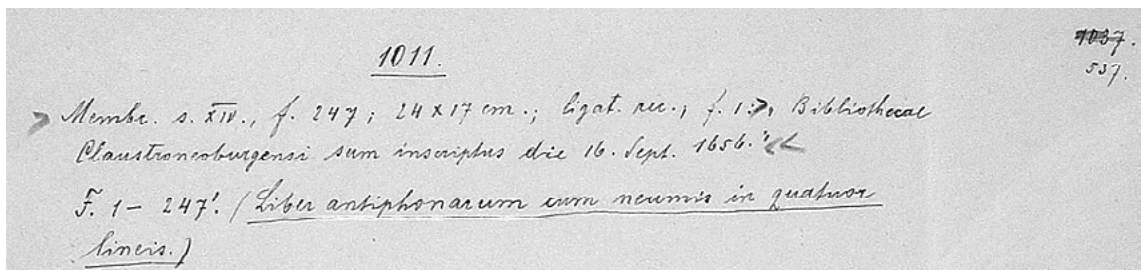 1011.
1037.
537.
Membr. s. XIV., f. 247; 24 x 17 cm.; ligat. rec.; f. 1: „ Bibliothecae
Claustroneoburgensi sum inscriptus die 16. Sept. 1656."
F. 1 - 247'. (Liber antiphonarum cum neumis in quatuor
lineis.)